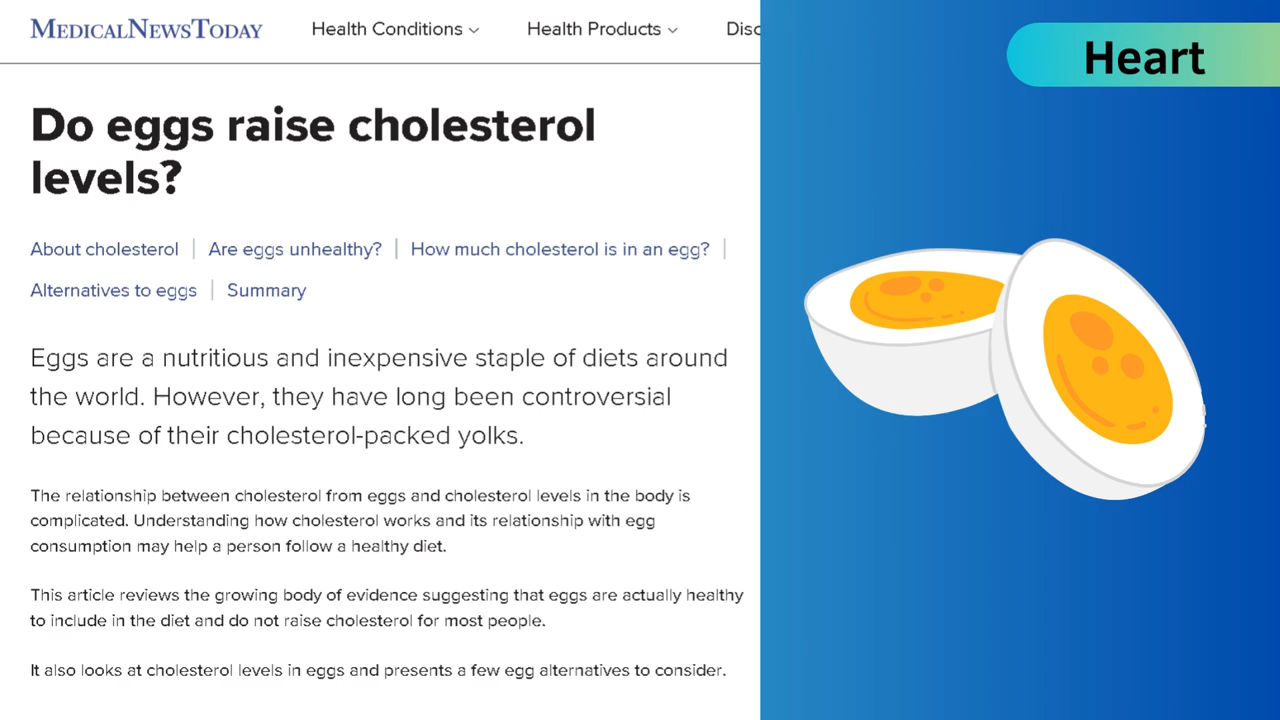 MEDICALNEWSTODAY Health Conditions Health Products Disc
Heart
Do eggs raise cholesterol
levels?
About cholesterol | Are eggs unhealthy? | How much cholesterol is in an egg? |
Alternatives to eggs | Summary
Eggs are a nutritious and inexpensive staple of diets around
the world. However, they have long been controversial
because of their cholesterol-packed yolks.
The relationship between cholesterol from eggs and cholesterol levels in the body is
complicated. Understanding how cholesterol works and its relationship with egg
consumption may help a person follow a healthy diet.
This article reviews the growing body of evidence suggesting that eggs are actually healthy
to include in the diet and do not raise cholesterol for most people.
It also looks at cholesterol levels in eggs and presents a few egg alternatives to consider.